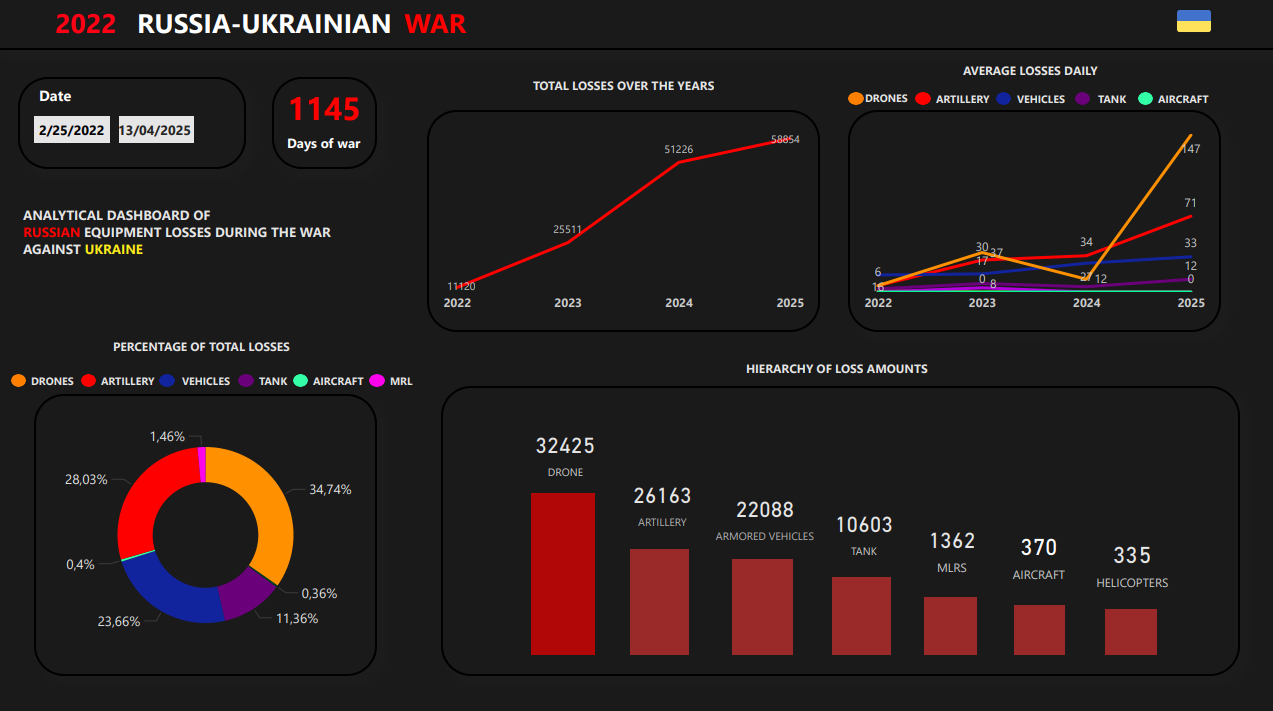 2022 RUSSIA-UKRAINIAN WAR
Date
2/25/2022 13/04/2025
1145
Days of war
ANALYTICAL DASHBOARD OF
RUSSIAN EQUIPMENT LOSSES DURING THE WAR
AGAINST UKRAINE
TOTAL LOSSES OVER THE YEARS
58854
51226
25511
11120
2022 2023 2024 2025
AVERAGE LOSSES DAILY
DRONES ARTILLERY VEHICLES TANK AIRCRAFT
147
71
34
33
30
37
17
12
6
27
12
0
0
8
2022 2023 2024 2025
PERCENTAGE OF TOTAL LOSSES
DRONES ARTILLERY VEHICLES TANK AIRCRAFT MRL
1,46%
28,03%
34,74%
0,4%
0,36%
23,66%
11,36%
HIERARCHY OF LOSS AMOUNTS
32425
DRONE
26163
ARTILLERY
22088
ARMORED VEHICLES
10603
TANK
1362
MLRS
370
AIRCRAFT
335
HELICOPTERS